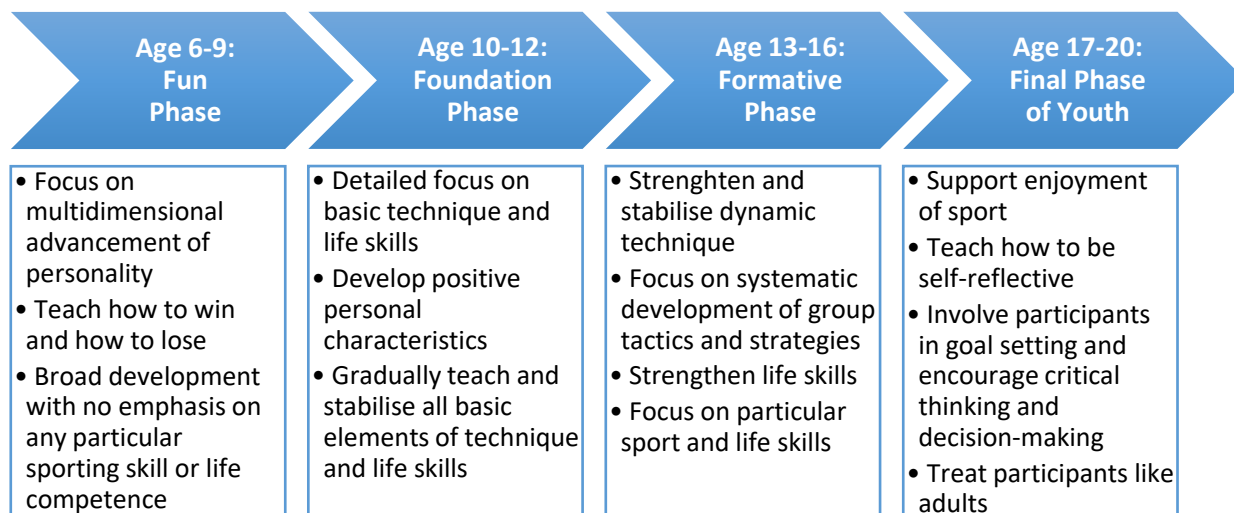 Age 6-9:
Fun
Phase
Age 10-12:
Foundation
Phase
Age 13-16:
Formative
Phase
Age 17-20:
Final Phase
of Youth
• Focus on
multidimensional
advancement of
personality
• Teach how to win
and how to lose
• Broad development
with no emphasis on
any particular
sporting skill or life
competence
• Detailed focus on
basic technique and
life skills
• Develop positive
personal
characteristics
• Gradually teach and
stabilise all basic
elements of technique
and life skills
• Strenghten and
stabilise dynamic
technique
• Focus on systematic
development of group
tactics and strategies
• Strengthen life skills
• Focus on particular
sport and life skills
• Support enjoyment
of sport
• Teach how to be
self-reflective
• Involve participants
in goal setting and
encourage critical
thinking and
decision-making
• Treat participants like
adults